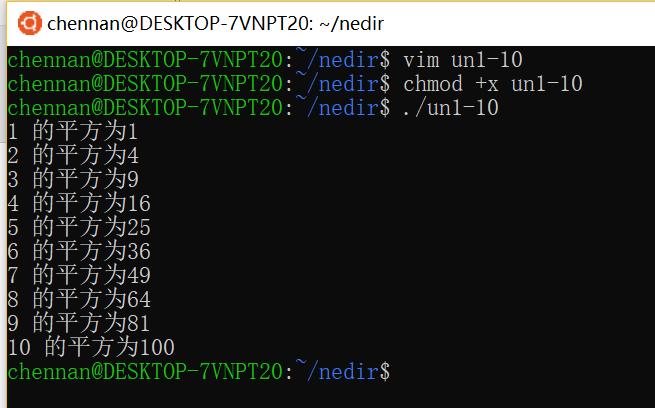 chennan@DESKTOP-7VNPT20: ~/nedir
chennan@DESKTOP-7VNPT20:~/nedir$ vim un1-10
chennan@DESKTOP-7VNPT20:~/nedir$ chmod +x un1-10
chennan@DESKTOP-7VNPT20:~/nedir$ ./un1-10
1 的平方为1
2 的平方为4
3 的平方为9
4 的平方为16
5 的平方为25
6 的平方为36
7 的平方为49
8 的平方为64
9 的平方为81
10 的平方为100
chennan@DESKTOP-7VNPT20:~/nedir$